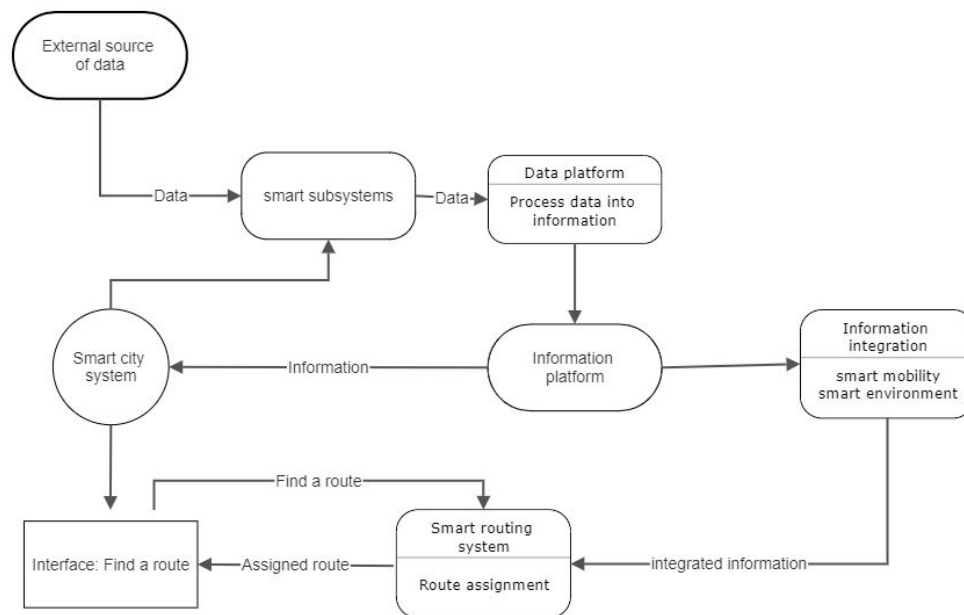 External source
of data
Data
smart subsystems
Data
Data platform
Process data into
information
Smart city
system
Information
Information
platform
Information
integration
smart mobility
smart environment
Find a route
Interface: Find a route
Assigned route
Smart routing
system
Route assignment
integrated information